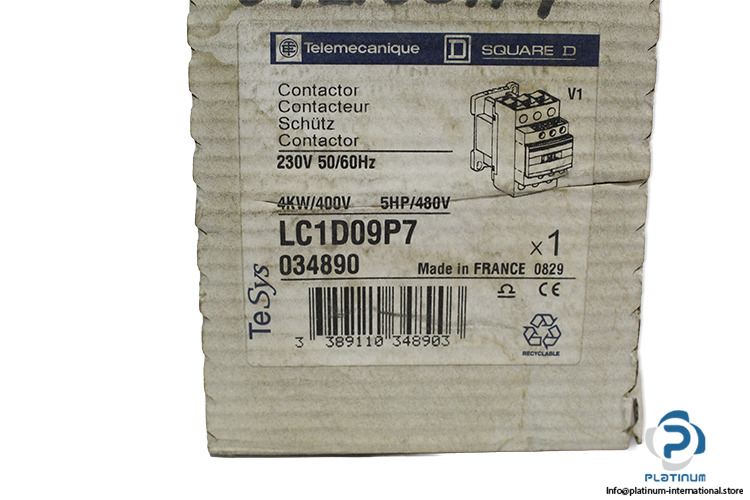 Telemecanique
D SQUARE D
Contactor
Contacteur
Schütz
Contactor
V1
230V 50/60Hz
4KW/400V 5HP/480V
LC1D09P7
034890
x1
Made in FRANCE 0829
TeSys
CE
3 389110 348903
RECYCLABLE
PLATINUM
Info@platinum-international.store